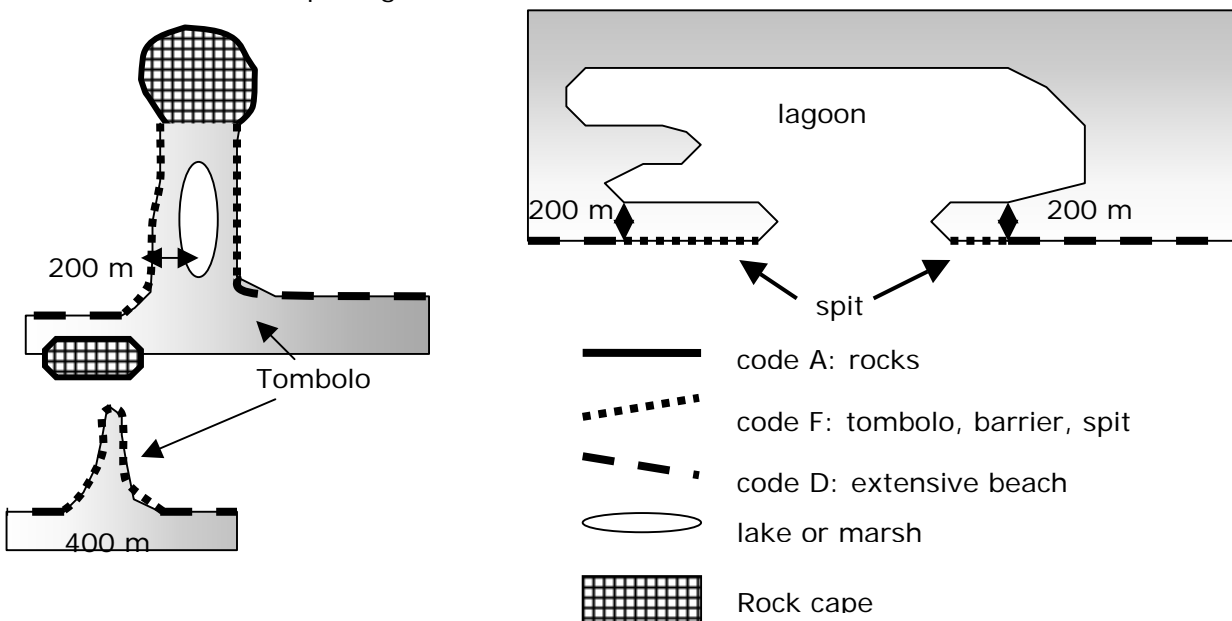 200 m
Tombolo
400 m
lagoon
200 m
200 m
spit
code A: rocks
code F: tombolo, barrier, spit
code D: extensive beach
lake or marsh
Rock cape